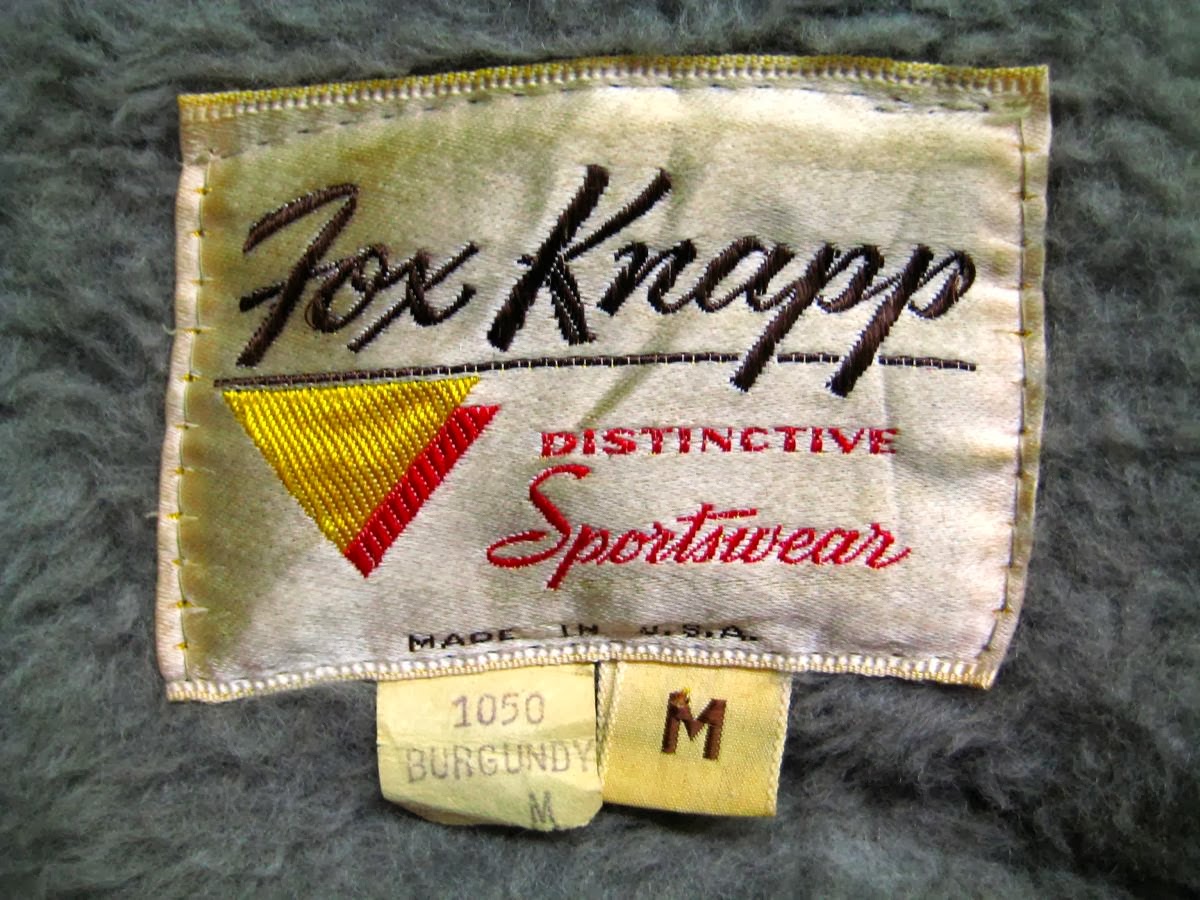 Fox Knapp
DISTINCTIVE
Sportswear
MADE IN U.S.A.
1050
BURGUNDY
M
M